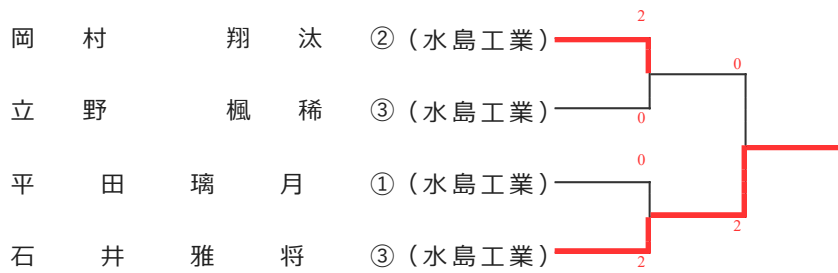 2
岡村 翔汰 ②(水島工業)
0
立野 楓稀 ③(水島工業)
0
0
平田 璃月 ①(水島工業)
2
石井 雅将 ③(水島工業)
2